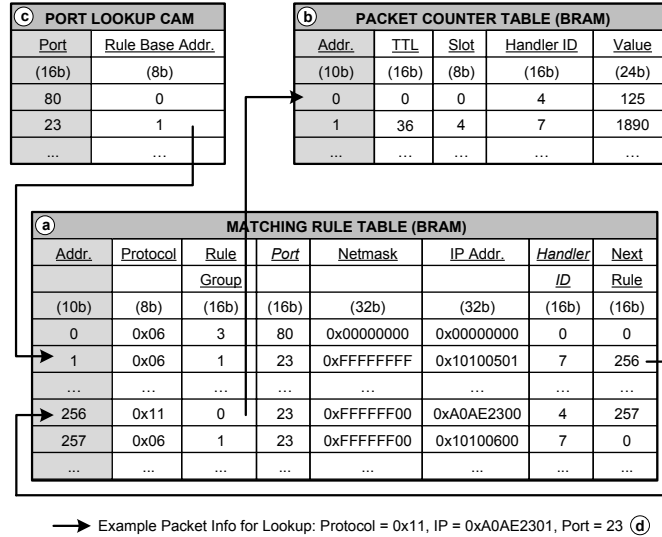 c PORT LOOKUP CAM
Port Rule Base Addr.
(16b) (8b)
80 0
23 1
... ...
b PACKET COUNTER TABLE (BRAM)
Addr. TTL Slot Handler ID Value
(10b) (16b) (8b) (16b) (24b)
0 0 0 4 125
1 36 4 7 1890
... ... ... ...
a MATCHING RULE TABLE (BRAM)
Addr. Protocol Rule Port Netmask IP Addr. Handler Next
Group ID Rule
(10b) (8b) (16b) (16b) (32b) (32b) (16b) (16b)
0 0x06 3 80 0x00000000 0x00000000 0 0
1 0x06 1 23 0xFFFFFFFF 0x10100501 7 256
... ... ... ... ... ... ...
256 0x11 0 23 0xFFFFFF00 0xA0AE2300 4 257
257 0x06 1 23 0xFFFFFF00 0x10100600 7 0
... ... ... ... ... ... ... ...
Example Packet Info for Lookup: Protocol = 0x11, IP = 0xA0AE2301, Port = 23 d